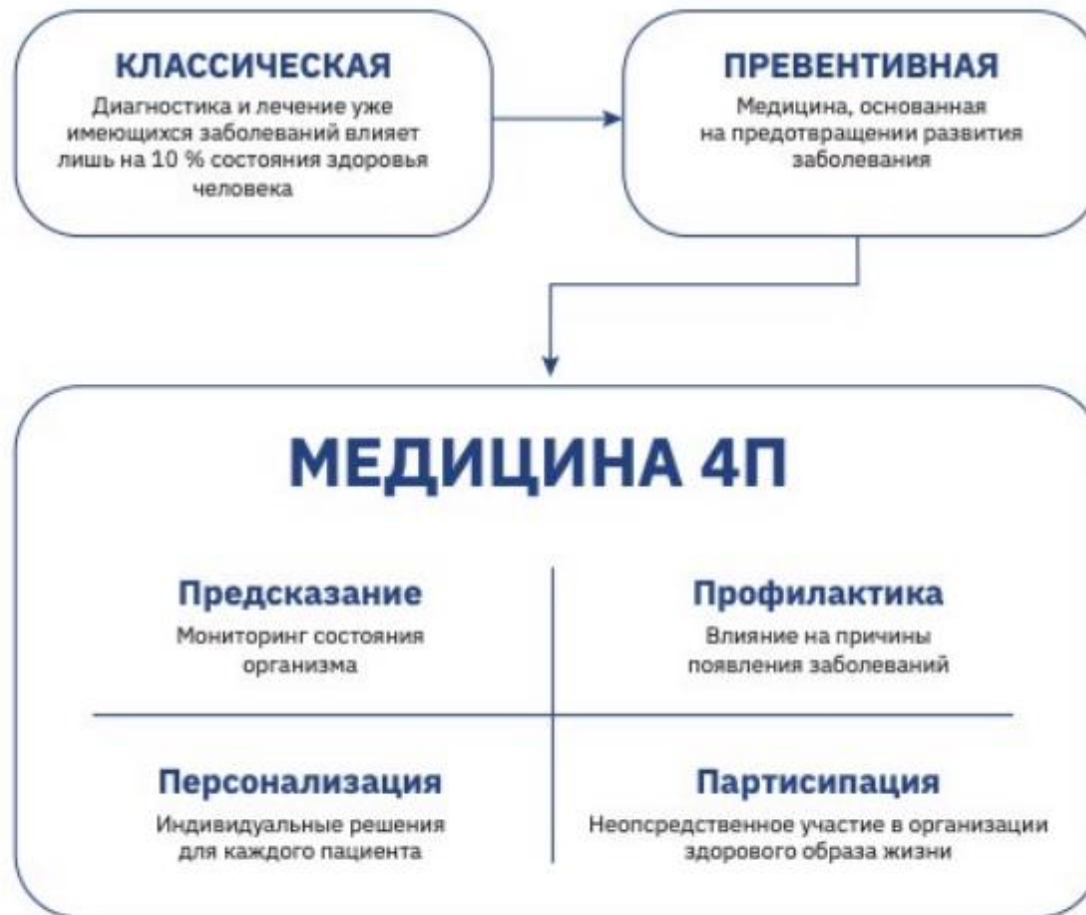 КЛАССИЧЕСКАЯ
Диагностика и лечение уже
имеющихся заболеваний влияет
лишь на 10 % состояния здоровья
человека
ПРЕВЕНТИВНАЯ
Медицина, основанная
на предотвращении развития
заболевания
МЕДИЦИНА 4П
Предсказание
Мониторинг состояния
организма
Профилактика
Влияние на причины
появления заболеваний
Персонализация
Индивидуальные решения
для каждого пациента
Партисипация
Неопсредственное участие в организации
здорового образа жизни